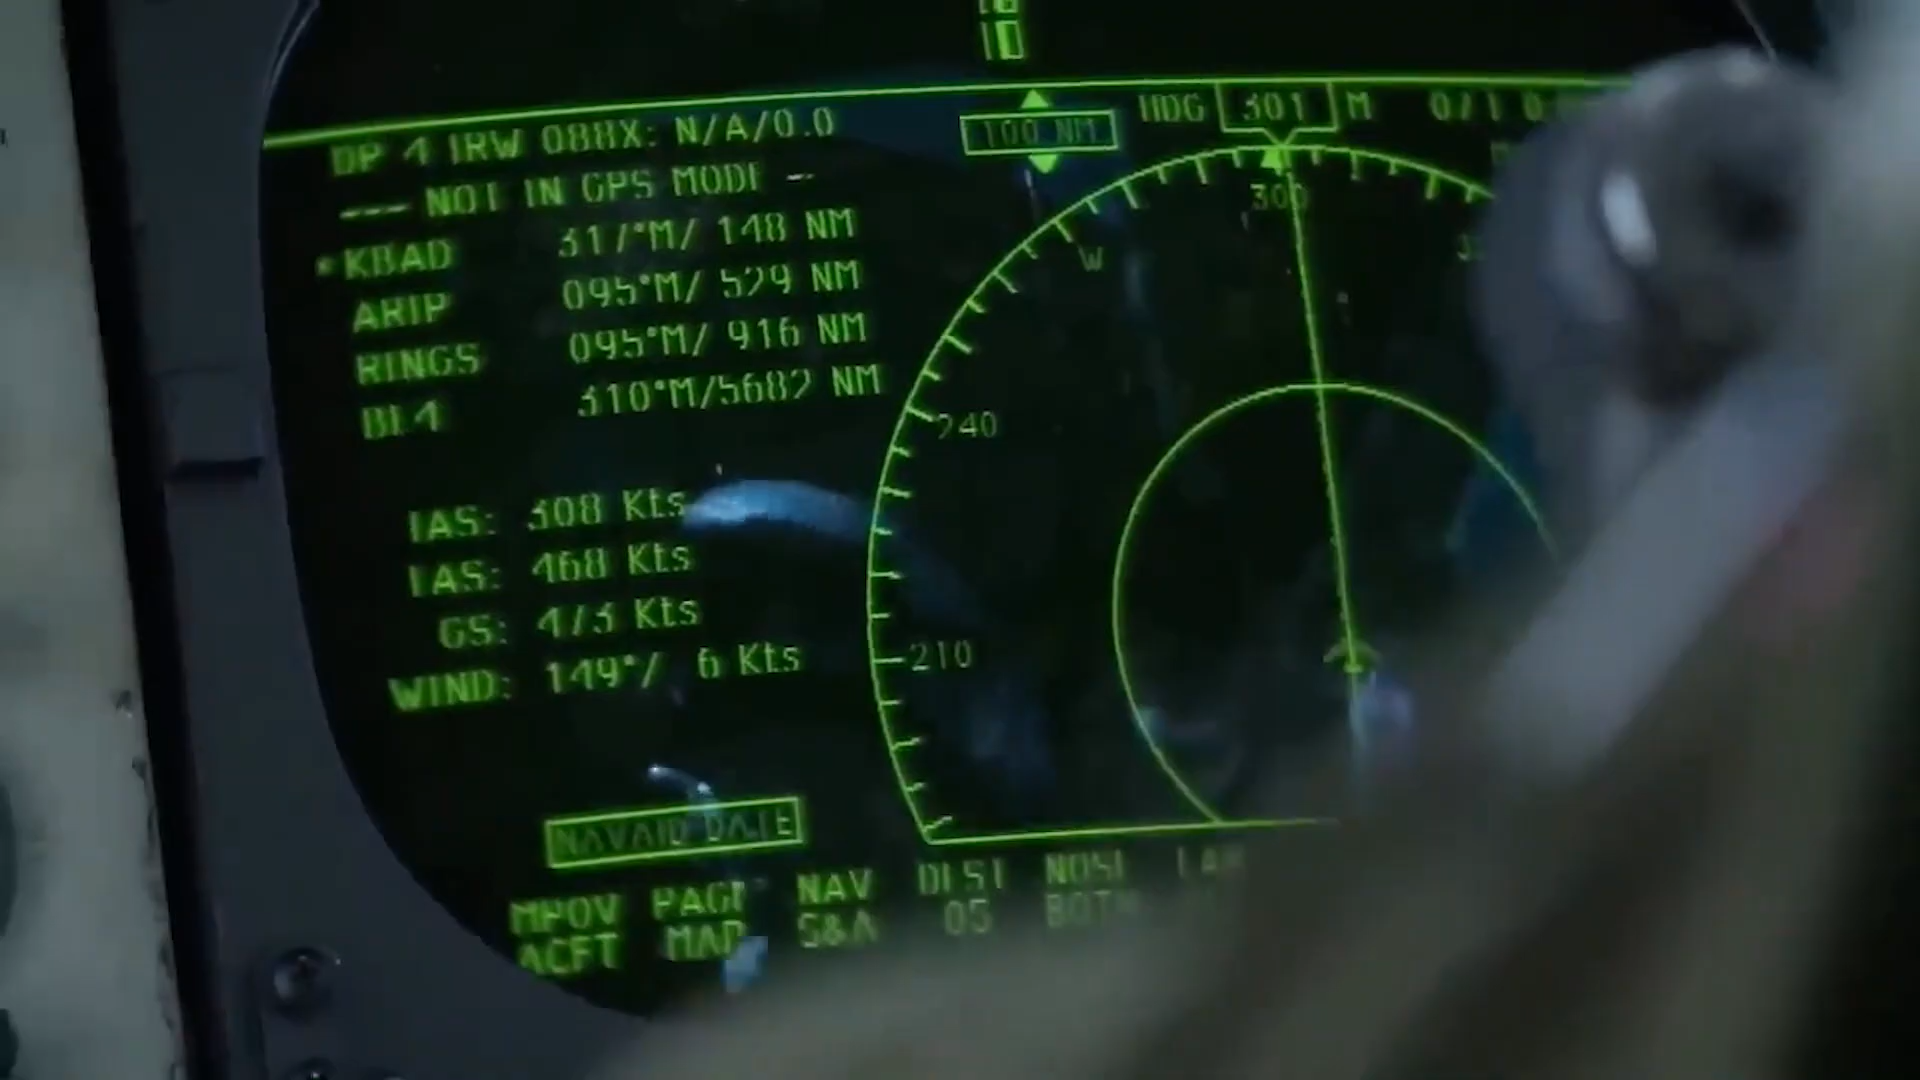 10
DP 4 IRW 088X: N/A/0.0
100 NM
HDG 301 M
--- NOT IN GPS MODE --
*KBAD 317°M/ 148 NM
ARIP 095°M/ 529 NM
RINGS 095°M/ 916 NM
310°M/5682 NM
300
W
240
210
IAS: 308 Kts
TAS: 468 Kts
GS: 473 Kts
WIND: 149°/ 6 Kts
NAVAID DATE
MPOV PAGE NAV DEST NOSE
ACFT MAP S&A 05 BOTH